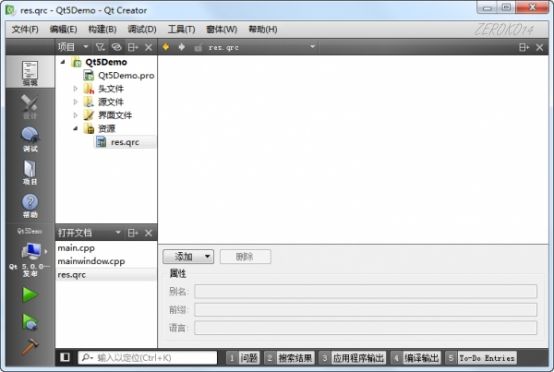 res.qrc - Qt5Demo - Qt Creator
文件(F) 编辑(E) 构建(B) 调试(D) 工具(T) 窗体(W) 帮助(H)
ZEROK014
项目
res.qrc
编辑
设计
调试
项目
帮助
Qt5Demo
Qt 5.0.0…
发布
Qt5Demo
Qt5Demo.pro
头文件
源文件
界面文件
资源
res.qrc
打开文档
main.cpp
mainwindow.cpp
res.qrc
添加 删除
属性
别名:
前缀:
语言:
输入以定位(Ctrl+K)
1 问题 2 搜索结果 3 应用程序输出 4 编译输出 5 To-Do Entries